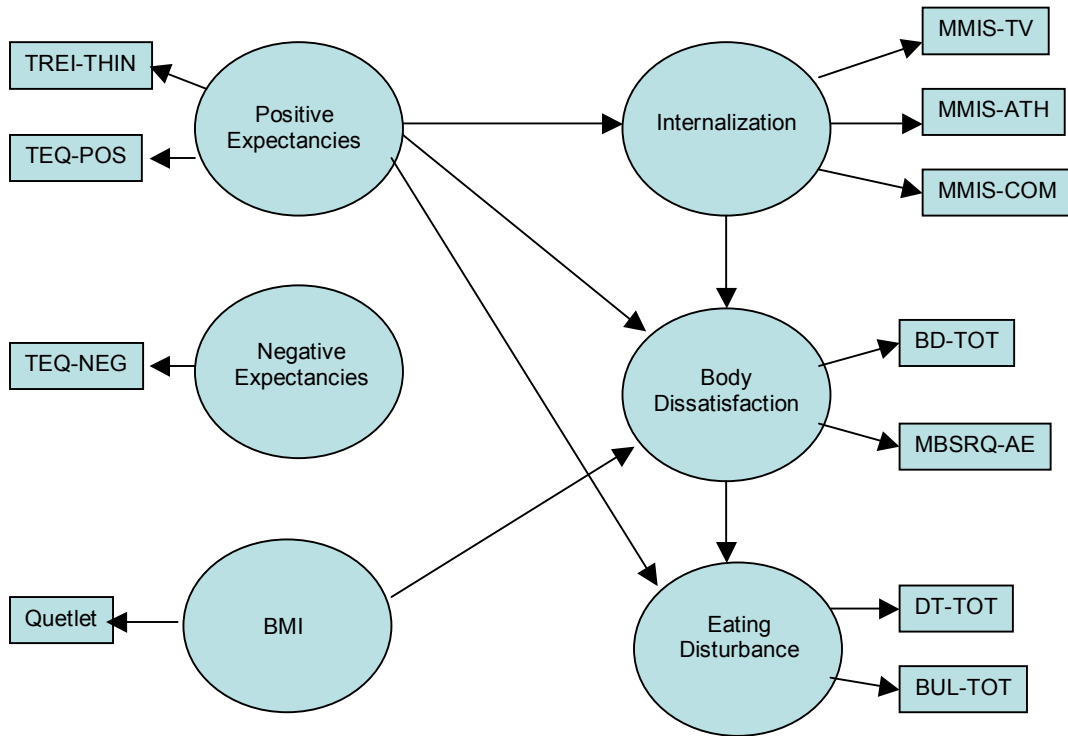 TREI-THIN
Positive
Expectancies
TEQ-POS
Internalization
MMIS-TV
MMIS-ATH
MMIS-COM
TEQ-NEG
Negative
Expectancies
Body
Dissatisfaction
BD-TOT
MBSRQ-AE
Quetlet
BMI
Eating
Disturbance
DT-TOT
BUL-TOT